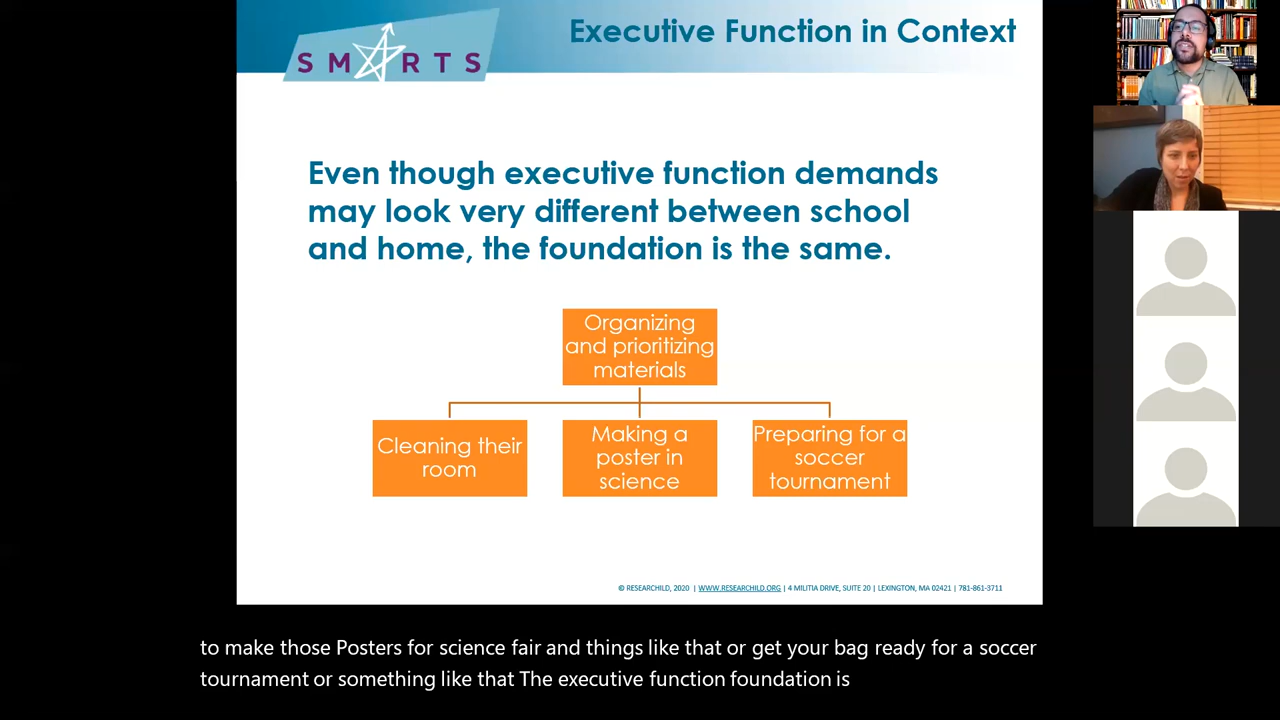 Executive Function in Context
SMARTS
Even though executive function demands
may look very different between school
and home, the foundation is the same.
Organizing
and prioritizing
materials
Cleaning their
room
Making a
poster in
science
Preparing for a
soccer
tournament
© RESEARCHILD, 2020 | WWW.RESEARCHILD.ORG | 4 MILITIA DRIVE, SUITE 20 | LEXINGTON, MA 02421 | 781-861-3711
to make those Posters for science fair and things like that or get your bag ready for a soccer
tournament or something like that The executive function foundation is